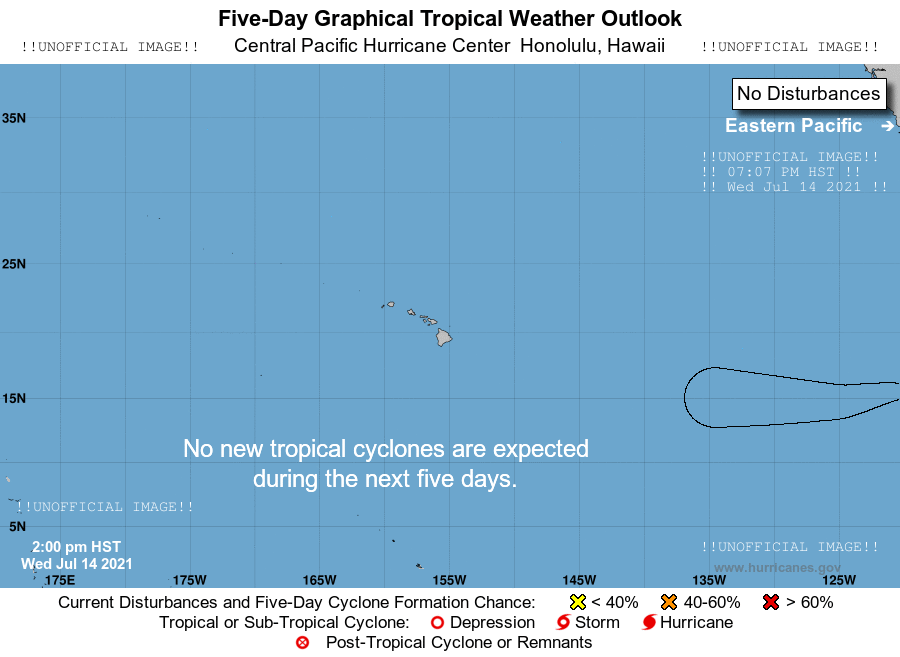 Five-Day Graphical Tropical Weather Outlook
!!UNOFFICIAL IMAGE!! Central Pacific Hurricane Center Honolulu, Hawaii !!UNOFFICIAL IMAGE!!
No Disturbances
35N
Eastern Pacific →
!!UNOFFICIAL IMAGE!!
!! 07:07 PM HST !!
!! Wed Jul 14 2021 !!
25N
15N
No new tropical cyclones are expected
during the next five days.
!!UNOFFICIAL IMAGE!!
5N
2:00 pm HST
!!UNOFFICIAL IMAGE!!
Wed Jul 14 2021
www.hurricanes.gov
175E 175W 165W 155W 145W 135W 125W
Current Disturbances and Five-Day Cyclone Formation Chance: < 40% 40-60% > 60%
Tropical or Sub-Tropical Cyclone: Depression Storm Hurricane
Post-Tropical Cyclone or Remnants